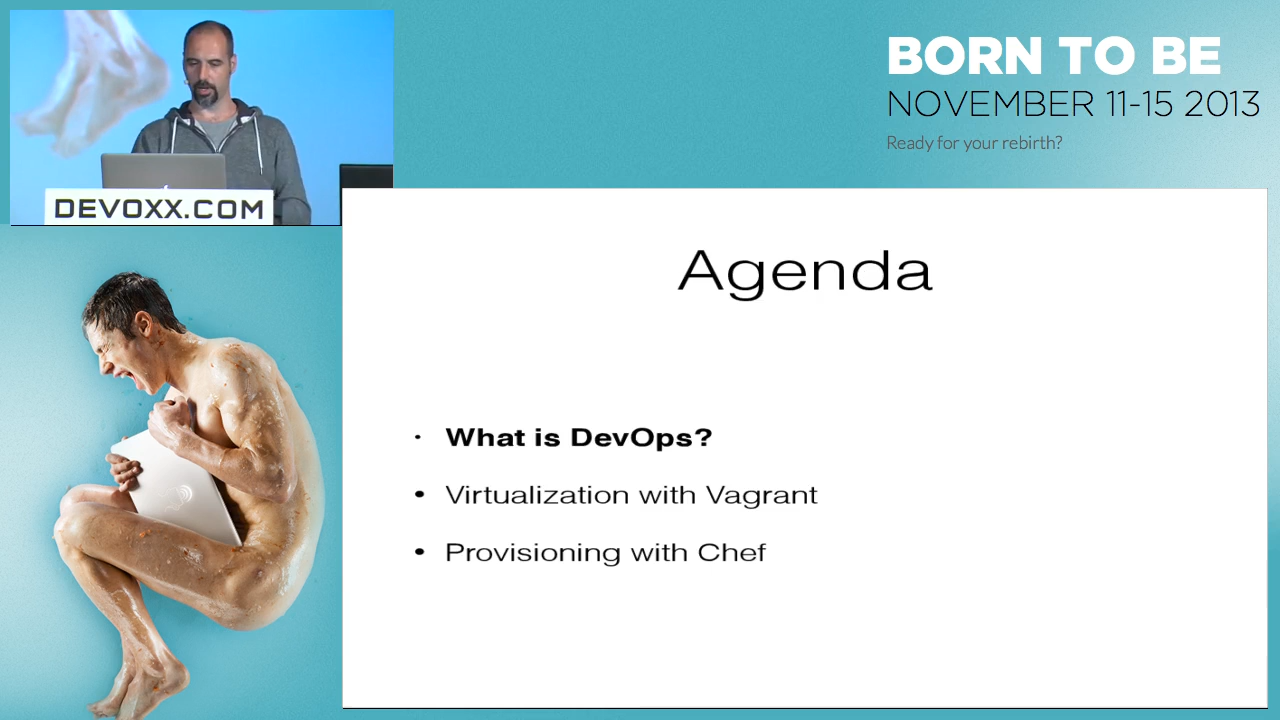 BORN TO BE
NOVEMBER 11-15 2013
Ready for your rebirth?
DEVOXX.COM
Agenda
• What is DevOps?
• Virtualization with Vagrant
• Provisioning with Chef